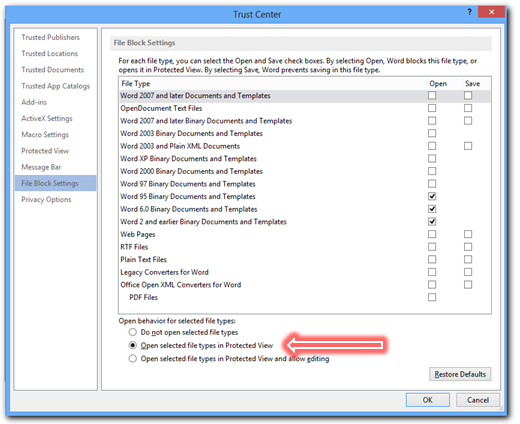 Trust Center
?
Trusted Publishers
Trusted Locations
Trusted Documents
Trusted App Catalogs
Add-ins
ActiveX Settings
Macro Settings
Protected View
Message Bar
File Block Settings
Privacy Options
File Block Settings
For each file type, you can select the Open and Save check boxes. By selecting Open, Word blocks this file type, or
opens it in Protected View. By selecting Save, Word prevents saving in this file type.
File Type Open Save
Word 2007 and later Documents and Templates
OpenDocument Text Files
Word 2007 and later Binary Documents and Templates
Word 2003 Binary Documents and Templates
Word 2003 and Plain XML Documents
Word XP Binary Documents and Templates
Word 2000 Binary Documents and Templates
Word 97 Binary Documents and Templates
Word 95 Binary Documents and Templates
Word 6.0 Binary Documents and Templates
Word 2 and earlier Binary Documents and Templates
Web Pages
RTF Files
Plain Text Files
Legacy Converters for Word
Office Open XML Converters for Word
PDF Files
Open behavior for selected file types:
Do not open selected file types
Open selected file types in Protected View
Open selected file types in Protected View and allow editing
Restore Defaults
OK Cancel